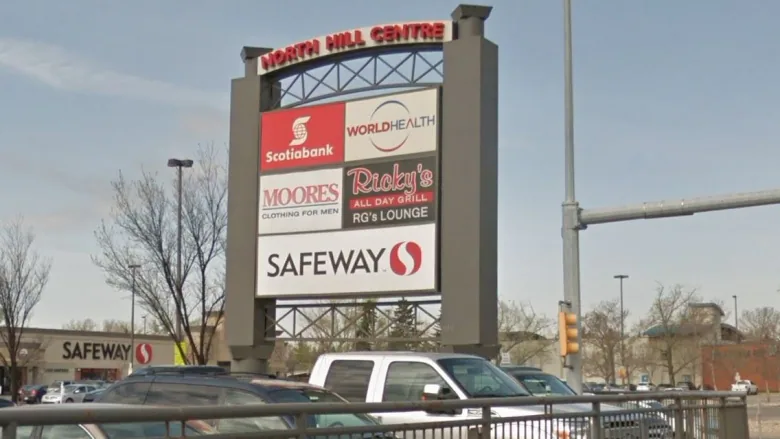 NORTH HILL CENTRE
Scotiabank
WORLDHEALTH
MOORES
CLOTHING FOR MEN
Ricky's
ALL DAY GRILL
RG's LOUNGE
SAFEWAY
SAFEWAY